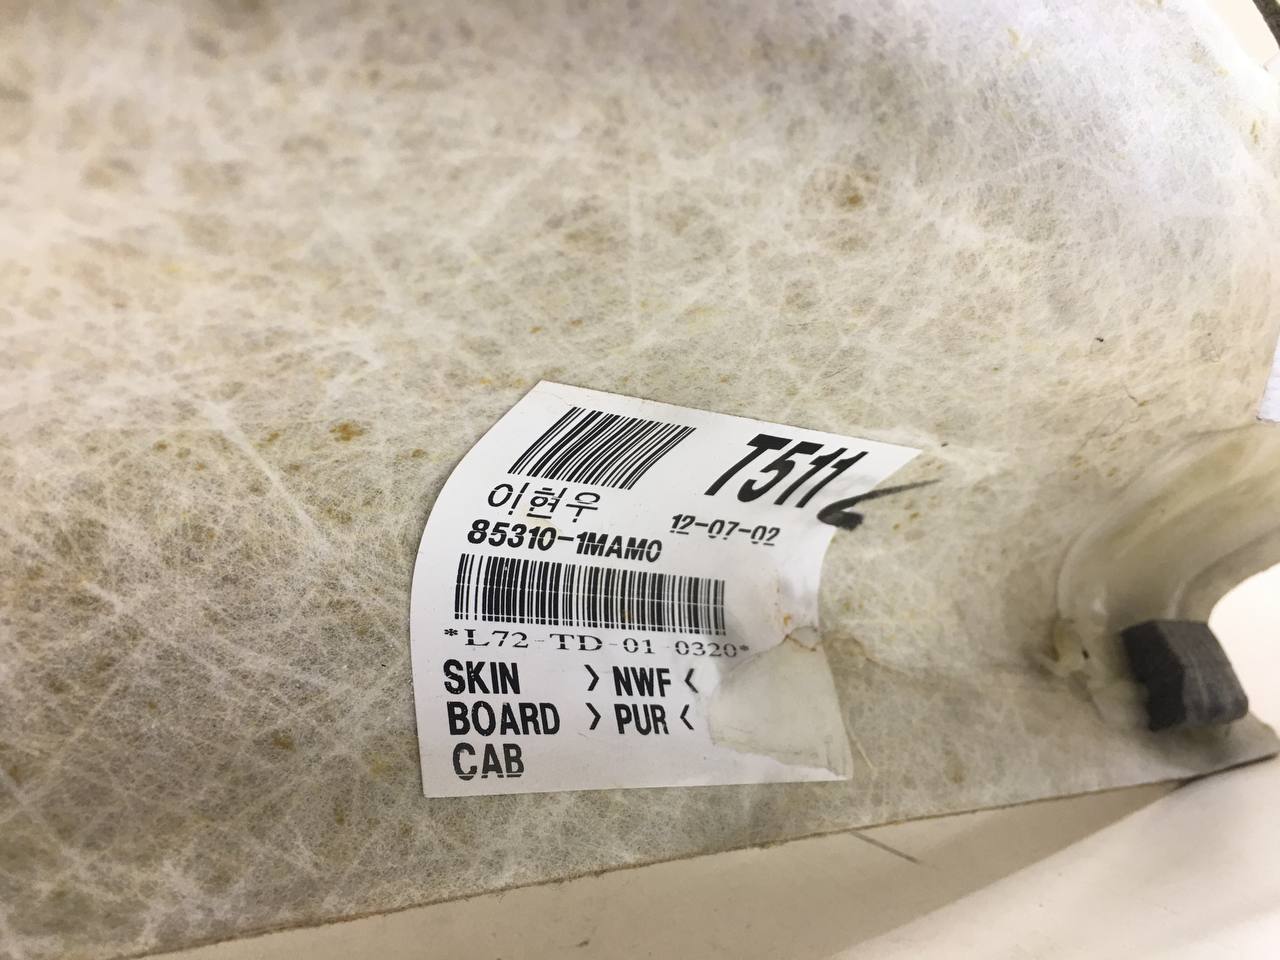 T511
이현우
12-07-02
85310-1MAM0
*L72-TD-01 0320*
SKIN >NWF<
BOARD >PUR<
CAB